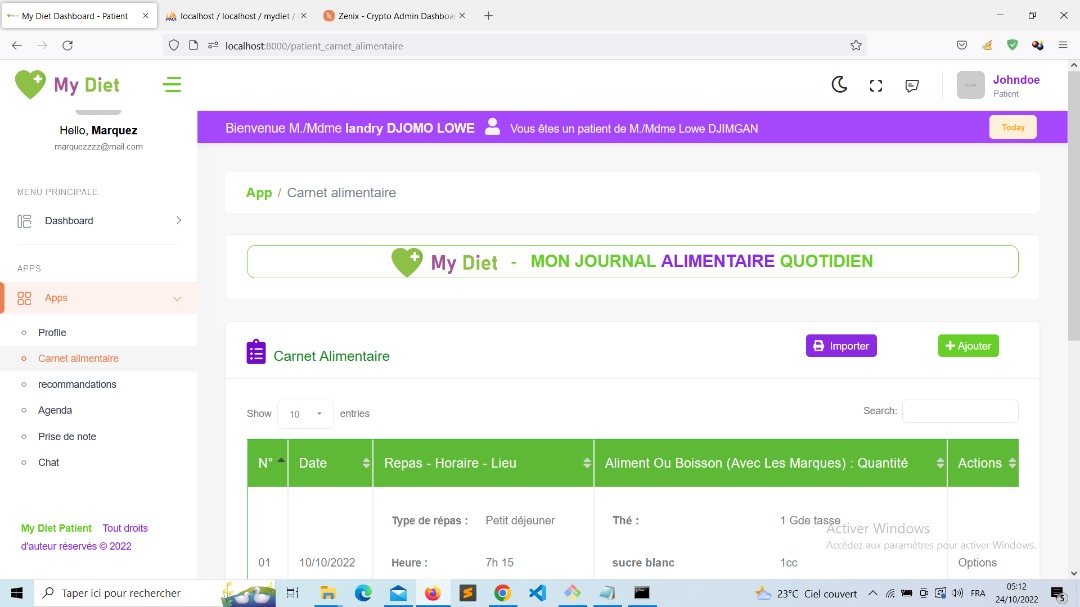 My Diet Dashboard - Patient
localhost / localhost / mydiet /
Zenix - Crypto Admin Dashboa
localhost:8000/patient_carnet_alimentaire
My Diet
Johndoe
Patient
Hello, Marquez
marquezzzz@mail.com
Bienvenue M./Mdme landry DJOMO LOWE Vous êtes un patient de M./Mdme Lowe DJIMGAN
Today
MENU PRINCIPALE
Dashboard
APPS
Apps
Profile
Carnet alimentaire
recommandations
Agenda
Prise de note
Chat
My Diet Patient Tout droits
d'auteur réservés © 2022
App / Carnet alimentaire
My Diet - MON JOURNAL ALIMENTAIRE QUOTIDIEN
Carnet Alimentaire
Importer
Ajouter
Show 10 entries
Search:
N° Date Repas - Horaire - Lieu Aliment Ou Boisson (Avec Les Marques) : Quantité Actions
Type de répas : Petit déjeuner Thé : 1 Gde tasse
01 10/10/2022 Heure : 7h 15 sucre blanc 1cc Options
Activer Windows
Accédez aux paramètres pour activer Windows.
Taper ici pour rechercher
23°C Ciel couvert
FRA
05:12
24/10/2022
5